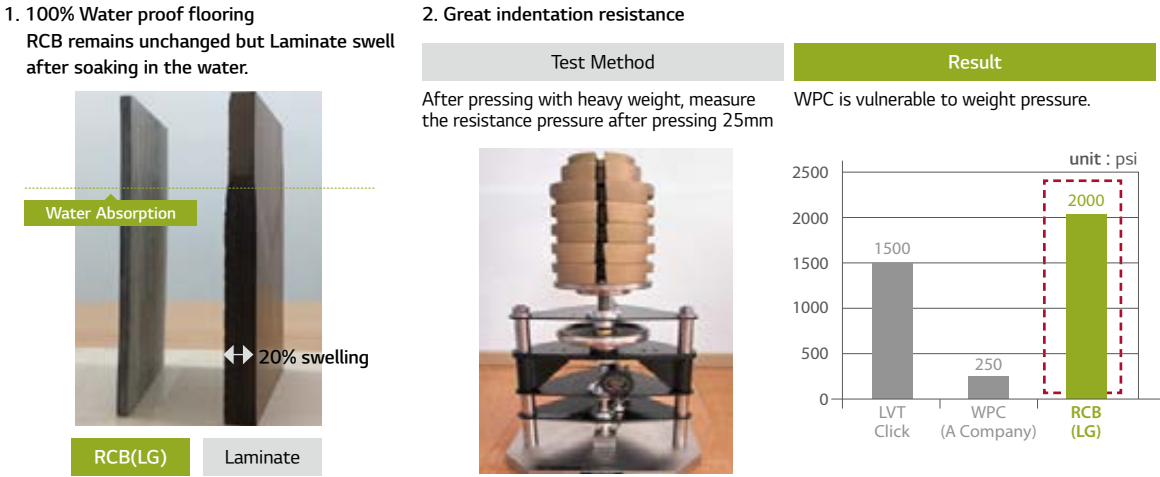 1. 100% Water proof flooring
RCB remains unchanged but Laminate swell
after soaking in the water.
Water Absorption
20% swelling
RCB(LG)
Laminate
2. Great indentation resistance
Test Method
After pressing with heavy weight, measure
the resistance pressure after pressing 25mm
Result
WPC is vulnerable to weight pressure.
unit : psi
2500
2000
1500
1000
500
0
1500
250
2000
LVT
Click
WPC
(A Company)
RCB
(LG)